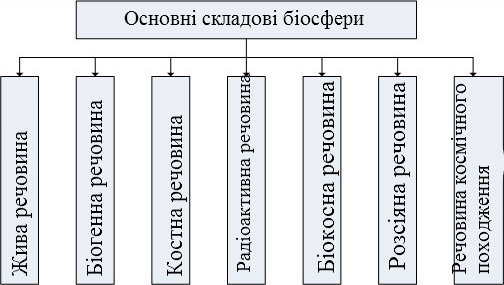 Основні складові біосфери
Жива речовина
Біогенна речовина
Костна речовина
Радіоактивна речовина
Біокосна речовина
Розсіяна речовина
Речовина космічного
походження